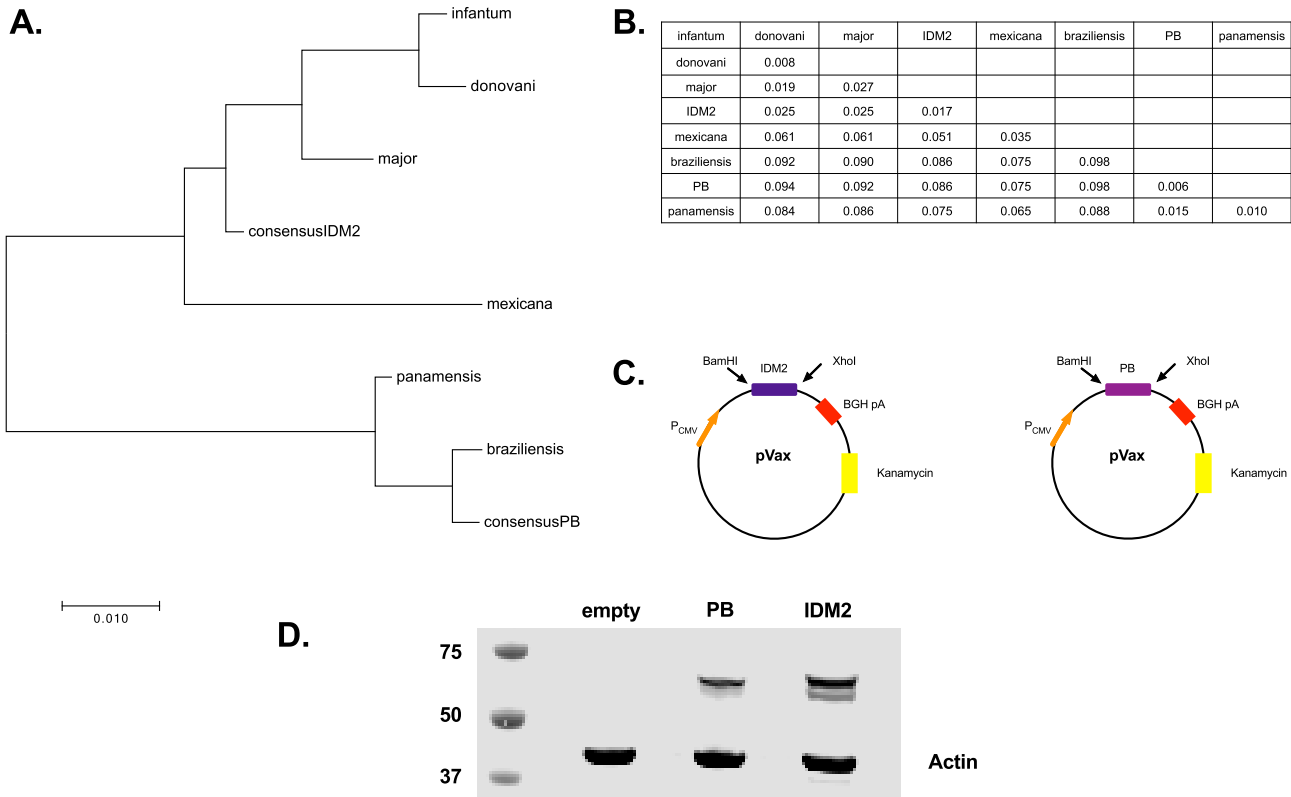 A.
infantum
donovani
major
consensusIDM2
mexicana
panamensis
braziliensis
consensusPB
0.010
B.
infantum donovani major IDM2 mexicana braziliensis PB panamensis
donovani 0.008
major 0.019 0.027
IDM2 0.025 0.025 0.017
mexicana 0.061 0.061 0.051 0.035
braziliensis 0.092 0.090 0.086 0.075 0.098
PB 0.094 0.092 0.086 0.075 0.098 0.006
panamensis 0.084 0.086 0.075 0.065 0.088 0.015 0.010
C.
BamHI IDM2 XhoI
BGH pA
PCMV
pVax
Kanamycin
BamHI PB XhoI
BGH pA
PCMV
pVax
Kanamycin
D.
empty PB IDM2
75
50
37
Actin